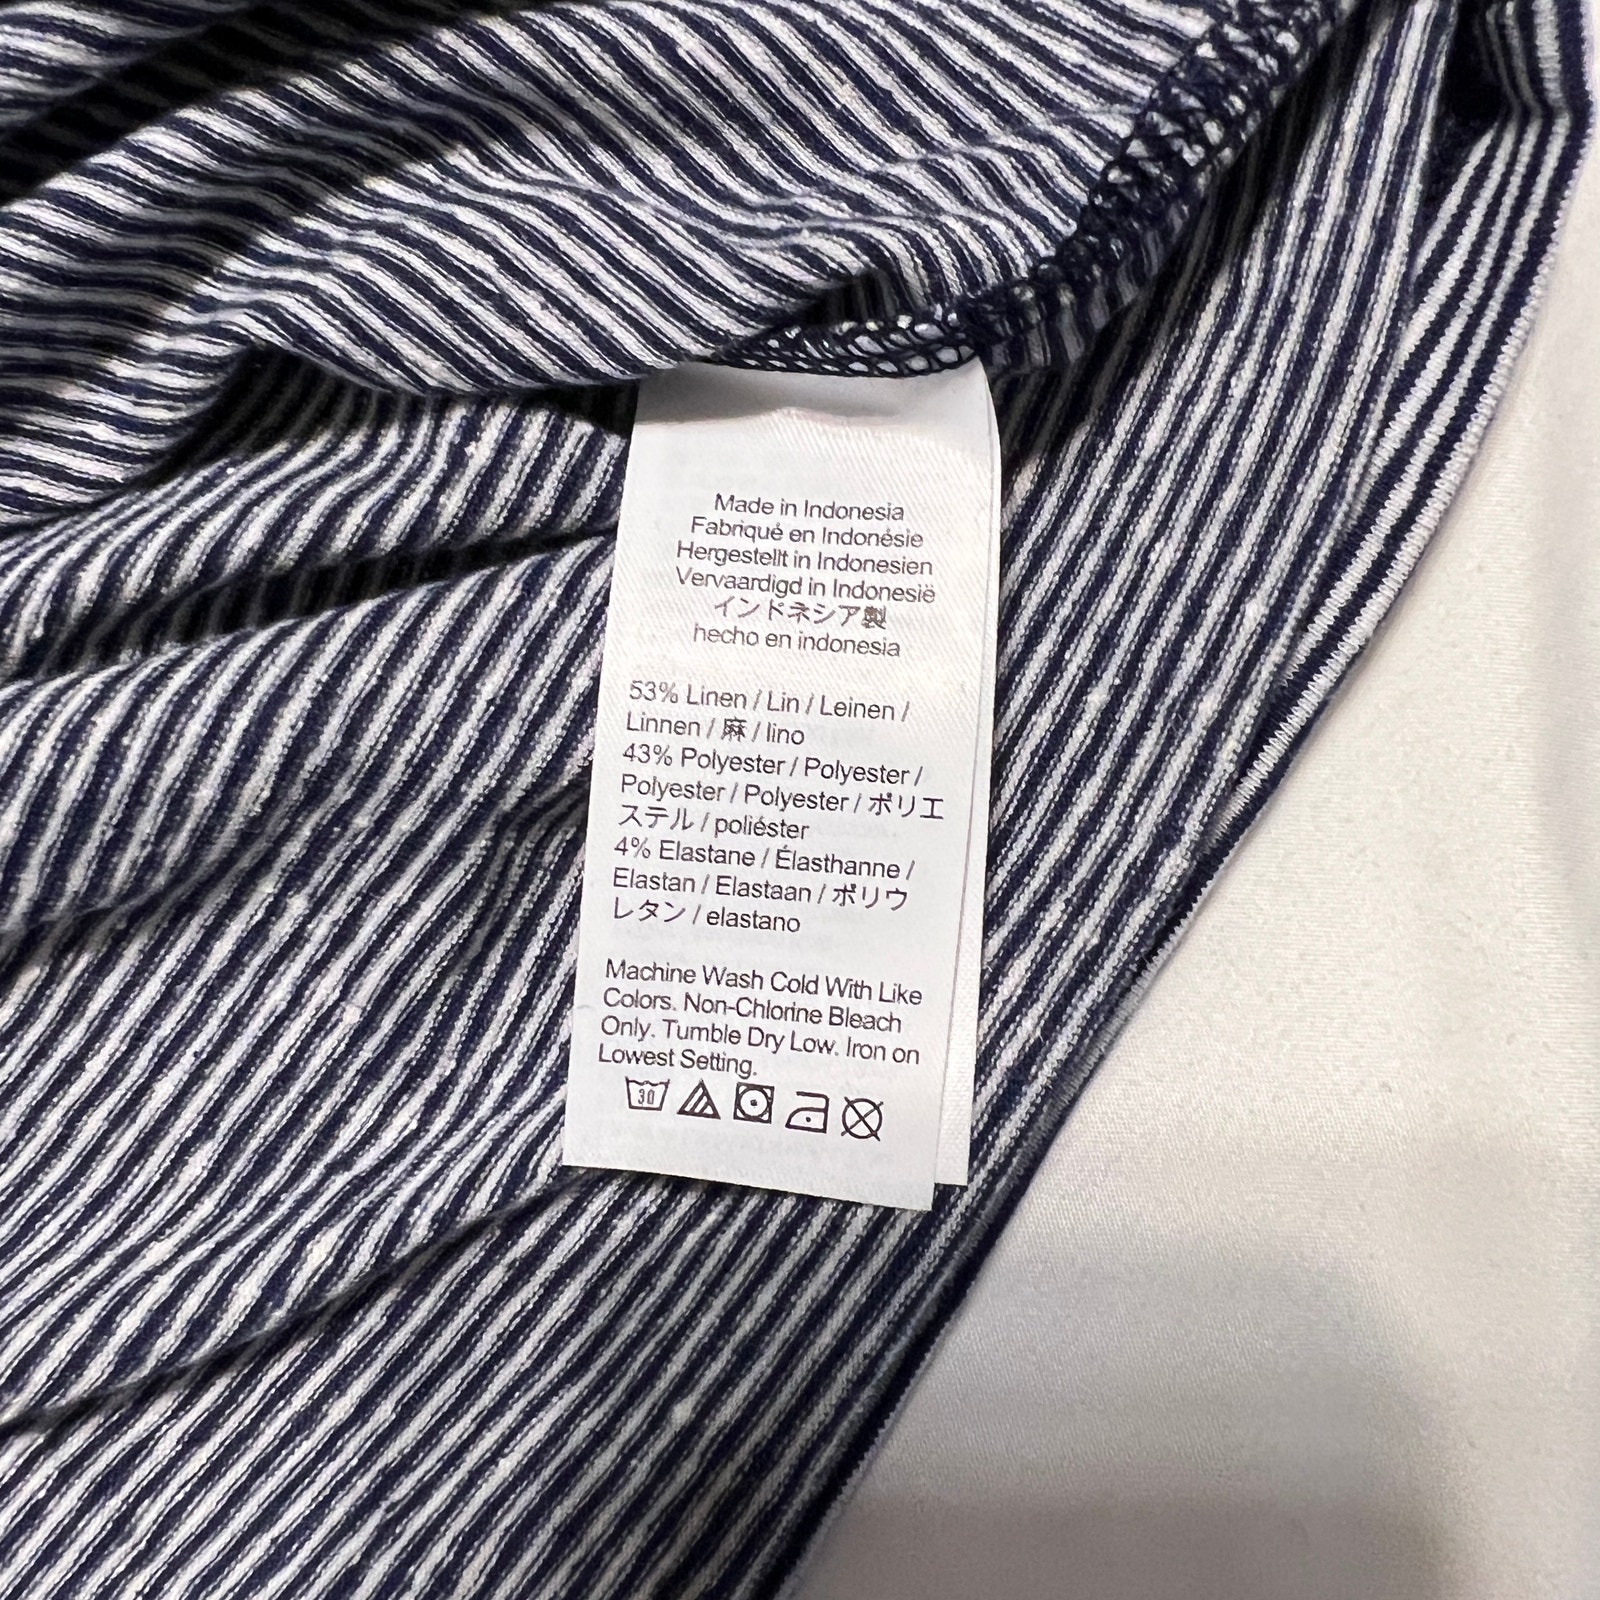 Made in Indonesia
Fabriqué en Indonésie
Hergestellt in Indonesien
Vervaardigd in Indonesië
インドネシア製
hecho en indonesia
53% Linen / Lin / Leinen /
Linnen / 麻 / lino
43% Polyester / Polyester /
Polyester / Polyester / ポリエ
ステル / poliéster
4% Elastane / Élasthanne /
Elastan / Elastaan / ポリウ
レタン / elastano
Machine Wash Cold With Like
Colors. Non-Chlorine Bleach
Only. Tumble Dry Low. Iron on
Lowest Setting.
30